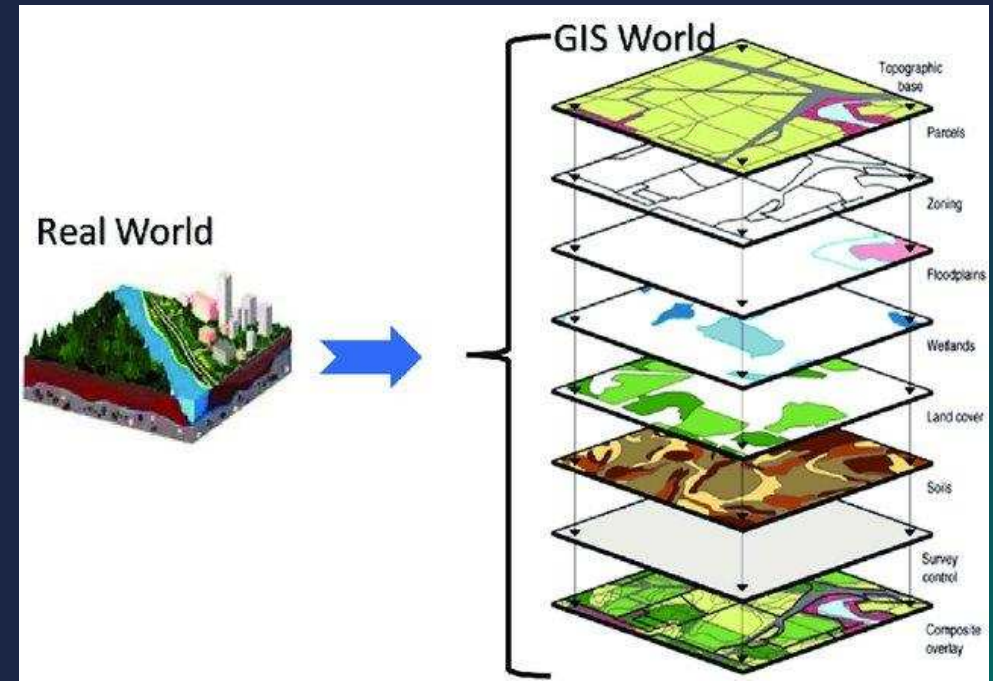 GIS World
Topographic
base
Parcels
Zoning
Real World
Floodplains
Wetlands
Land cover
Soils
Survey
control
Composite
overlay